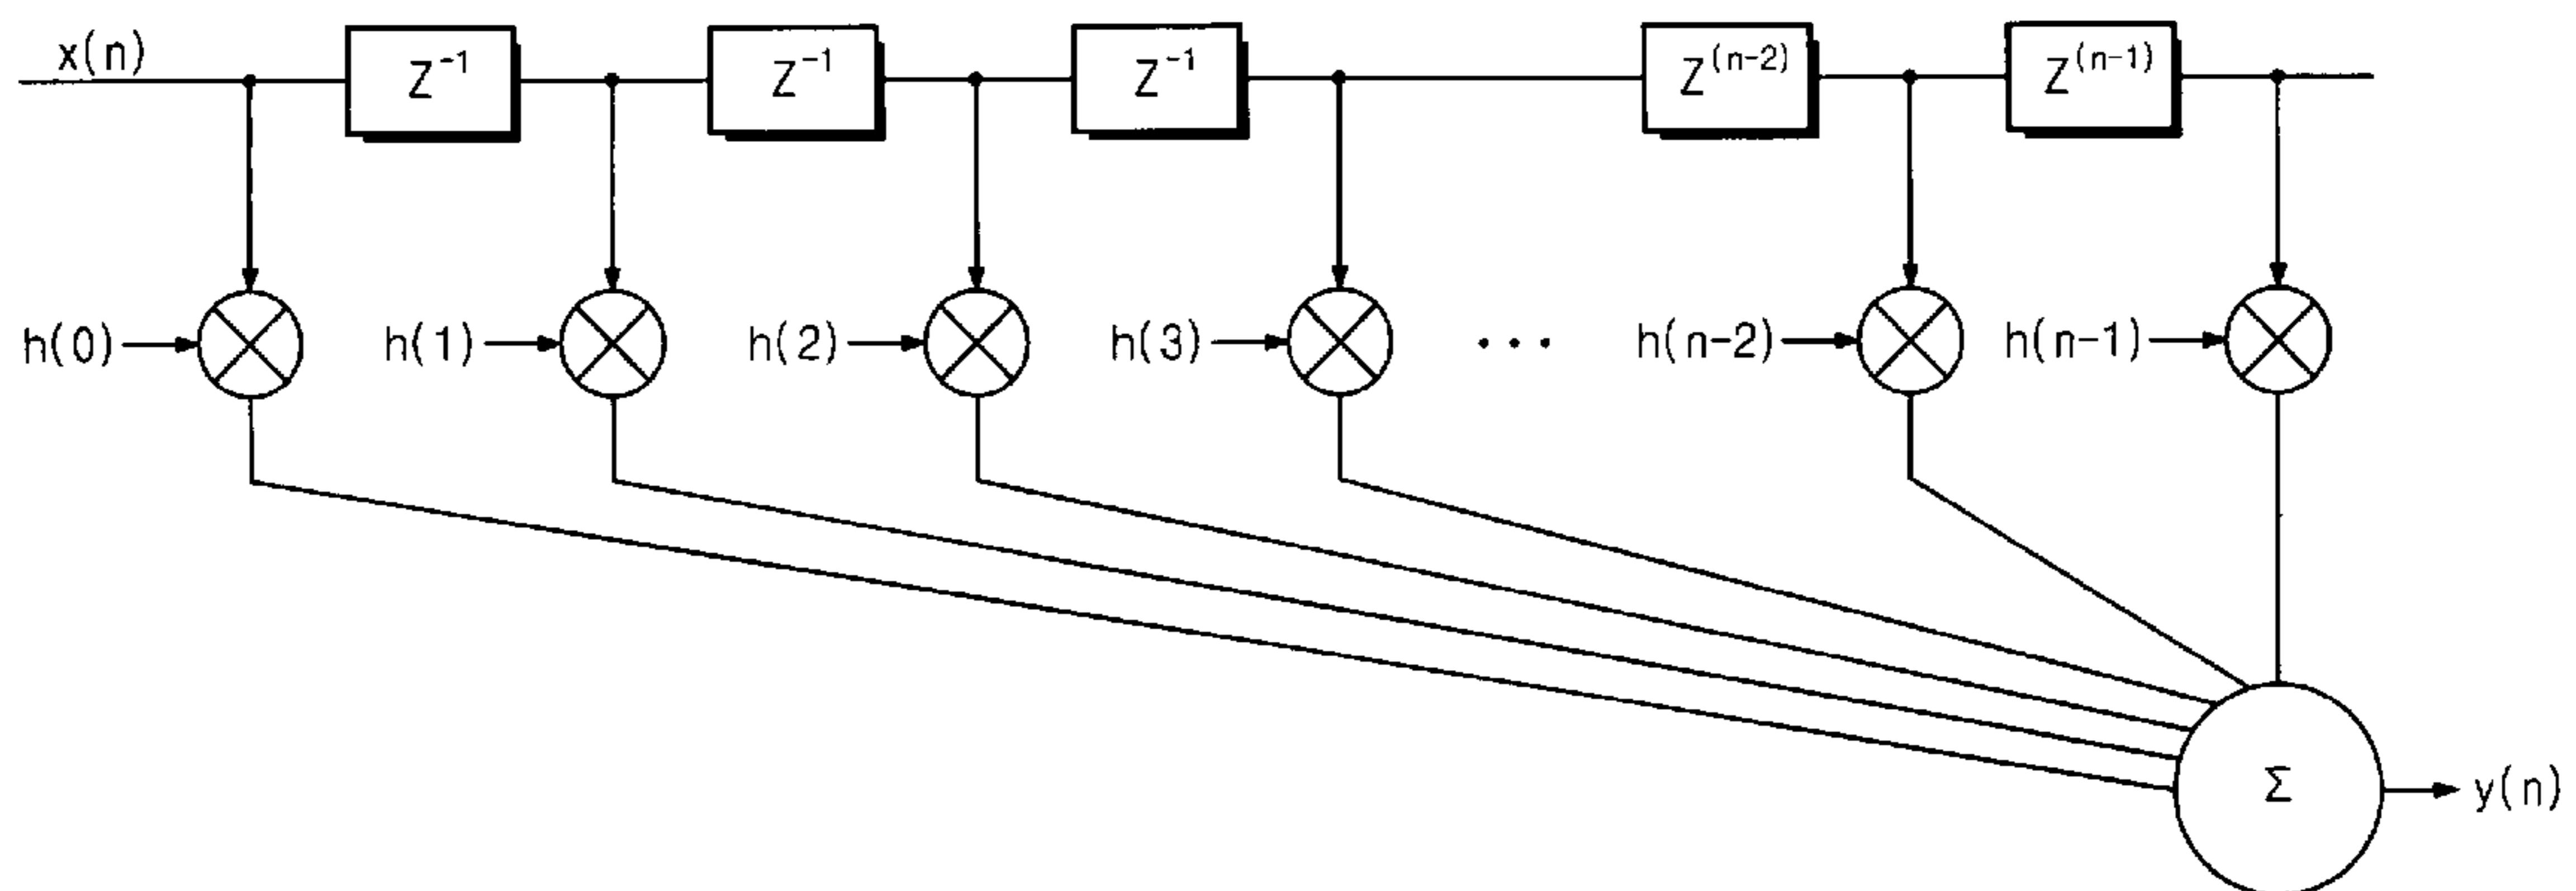 x(n)
Z⁻¹ Z⁻¹ Z⁻¹ Z⁽ⁿ⁻²⁾ Z⁽ⁿ⁻¹⁾
h(0) h(1) h(2) h(3) ··· h(n-2) h(n-1)
Σ y(n)